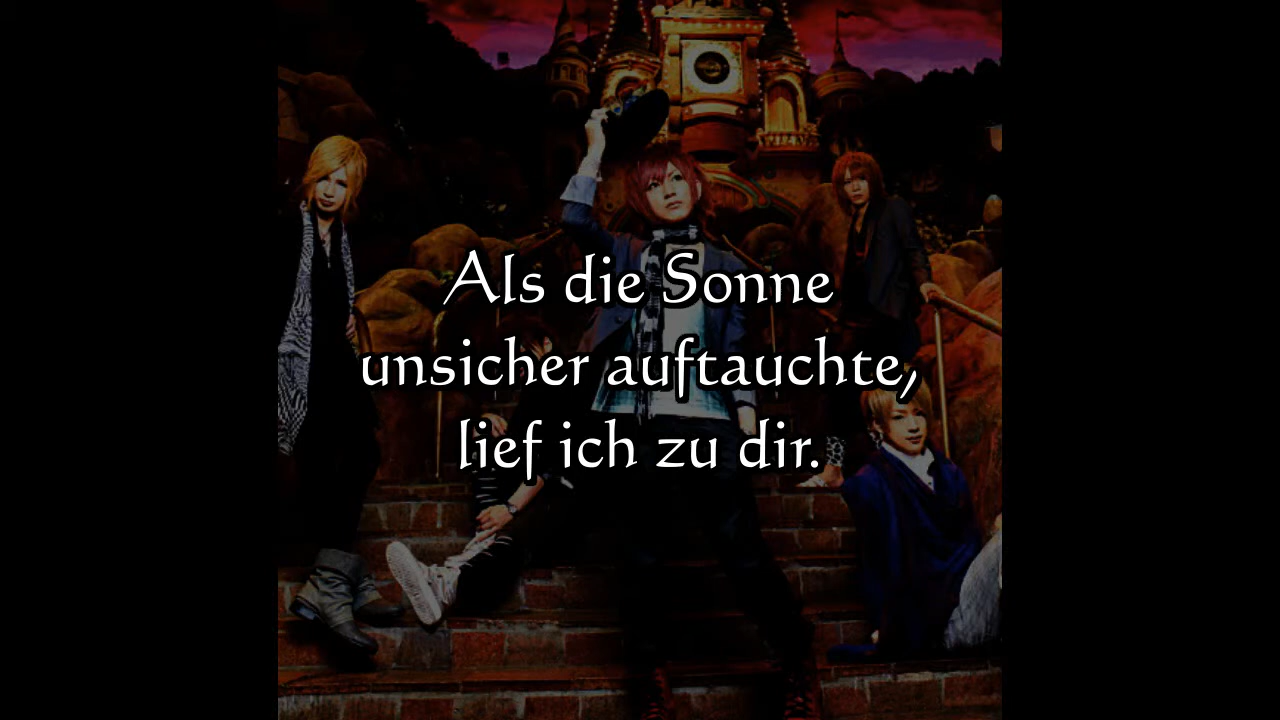 Als die Sonne
unsicher auftauchte,
lief ich zu dir.